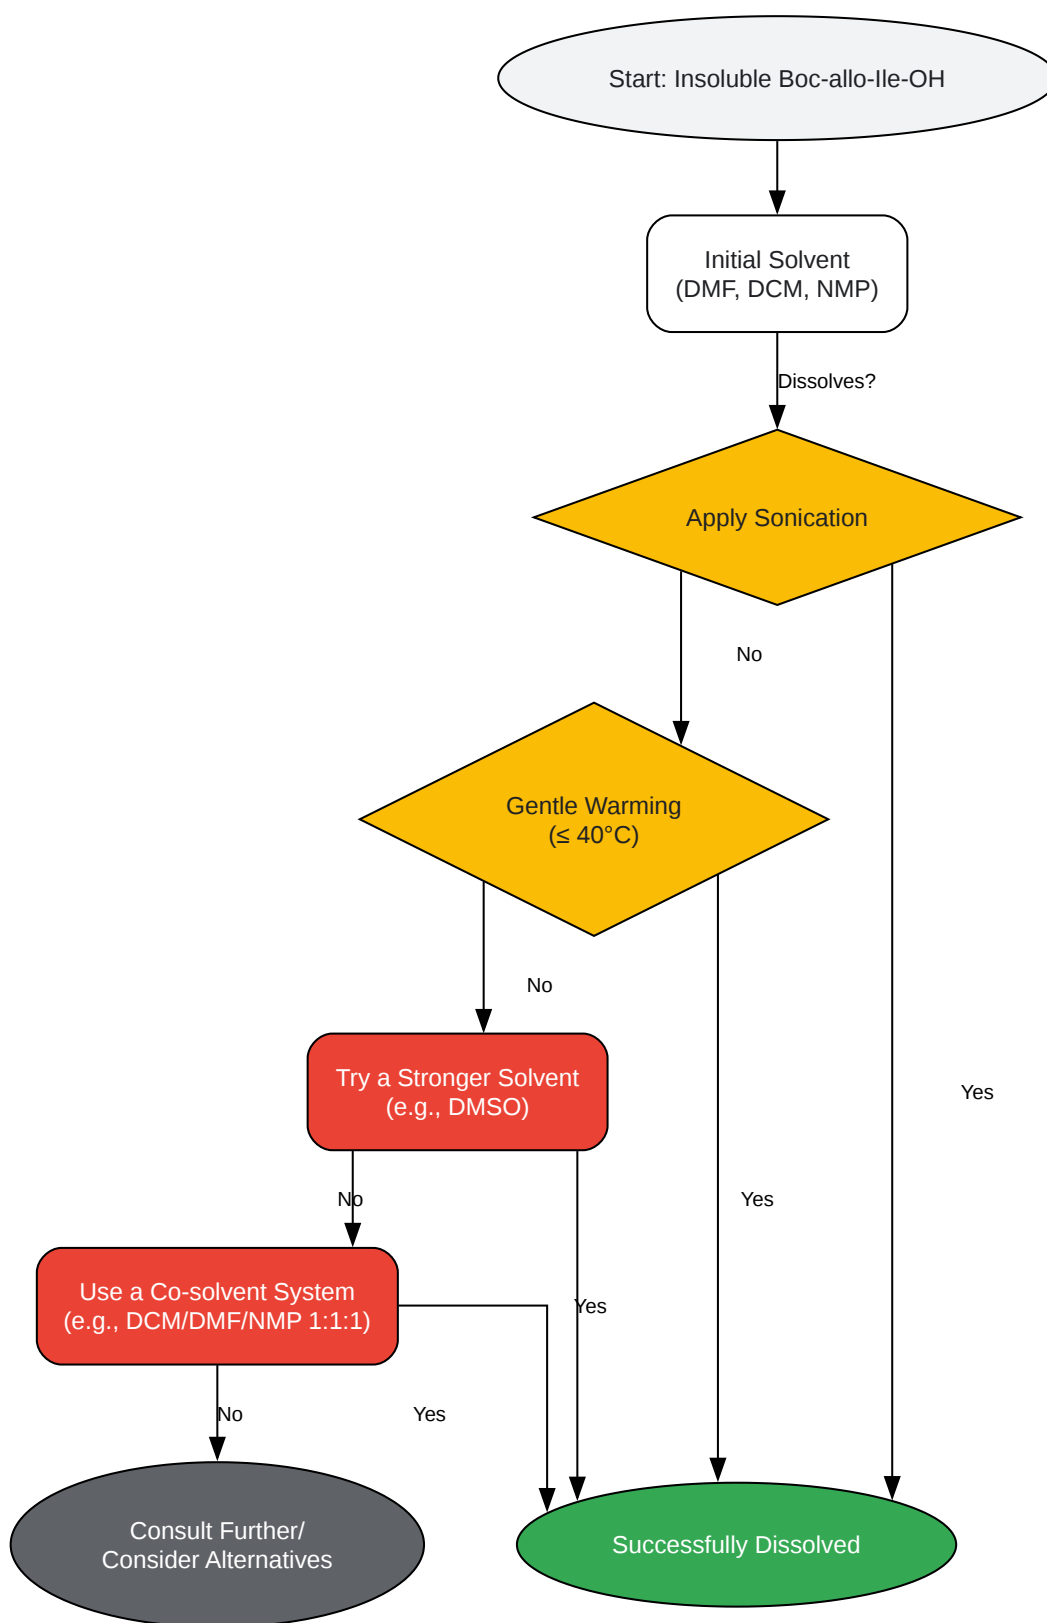 Start: Insoluble Boc-allo-Ile-OH
Initial Solvent
(DMF, DCM, NMP)
Dissolves?
Apply Sonication
No
Gentle Warming
(≤ 40°C)
No
Try a Stronger Solvent
(e.g., DMSO)
Yes
No
Yes
Use a Co-solvent System
(e.g., DCM/DMF/NMP 1:1:1)
Yes
No
Yes
Consult Further/
Consider Alternatives
Successfully Dissolved